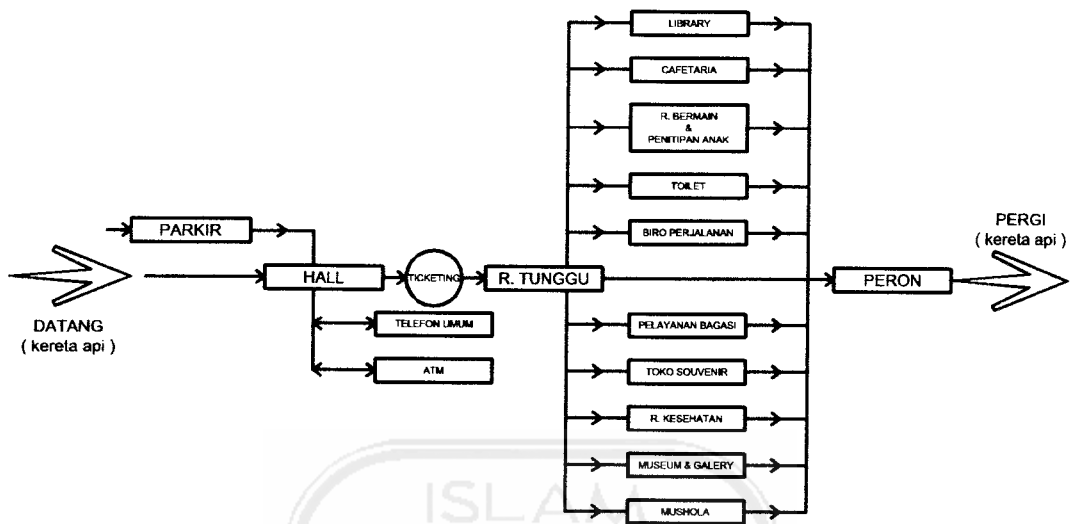 LIBRARY
CAFETARIA
R. BERMAIN
&
PENITIPAN ANAK
TOILET
BIRO PERJALANAN
PARKIR
HALL
TICKETING
R. TUNGGU
PERON
PERGI
( kereta api )
DATANG
( kereta api )
TELEFON UMUM
ATM
PELAYANAN BAGASI
TOKO SOUVENIR
R. KESEHATAN
MUSEUM & GALERY
MUSHOLA
ISLAM